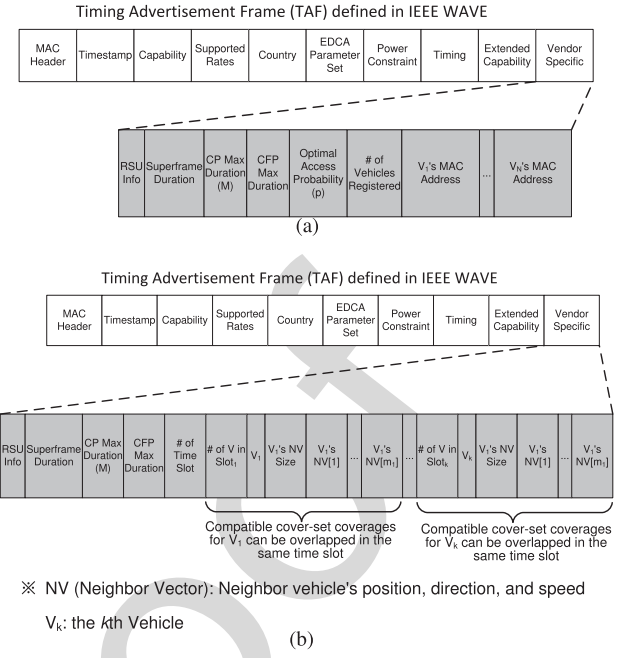 Timing Advertisement Frame (TAF) defined in IEEE WAVE
MAC Header
Timestamp
Capability
Supported Rates
Country
EDCA Parameter Set
Power Constraint
Timing
Extended Capability
Vendor Specific
RSU Info
Superframe Duration
CP Max Duration (M)
CFP Max Duration
Optimal Access Probability (p)
# of Vehicles Registered
V1's MAC Address
...
VN's MAC Address
(a)
Timing Advertisement Frame (TAF) defined in IEEE WAVE
MAC Header
Timestamp
Capability
Supported Rates
Country
EDCA Parameter Set
Power Constraint
Timing
Extended Capability
Vendor Specific
RSU Info
Superframe Duration
CP Max Duration (M)
CFP Max Duration
# of Time Slot
# of V in Slot1
V1
V1's NV Size
V1's NV[1]
...
V1's NV[m1]
...
# of V in Slotk
Vk
V1's NV Size
V1's NV[1]
...
V1's NV[m1]
Compatible cover-set coverages
for V1 can be overlapped in the
same time slot
Compatible cover-set coverages
for Vk can be overlapped in the
same time slot
※ NV (Neighbor Vector): Neighbor vehicle's position, direction, and speed
Vk: the kth Vehicle
(b)